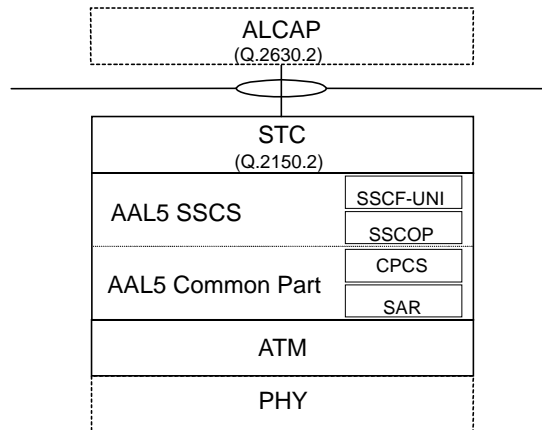 ALCAP
(Q.2630.2)
STC
(Q.2150.2)
AAL5 SSCS
SSCF-UNI
SSCOP
AAL5 Common Part
CPCS
SAR
ATM
PHY